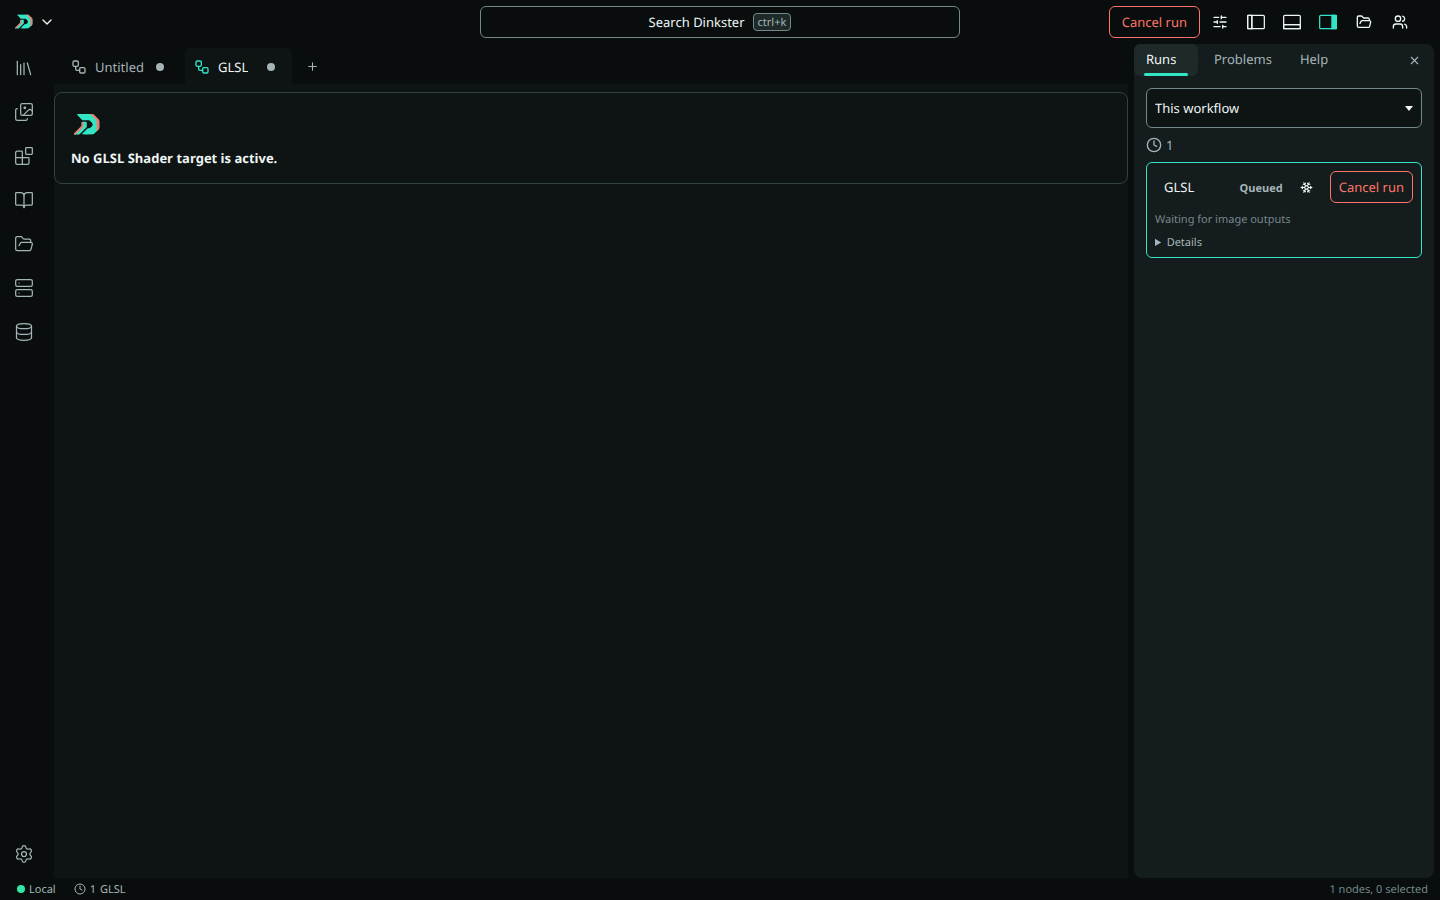 Search Dinkster ctrl+k
Cancel run
Untitled
GLSL
No GLSL Shader target is active.
Runs
Problems
Help
This workflow
1
GLSL
Queued
Cancel run
Waiting for image outputs
Details
Local
1 GLSL
1 nodes, 0 selected